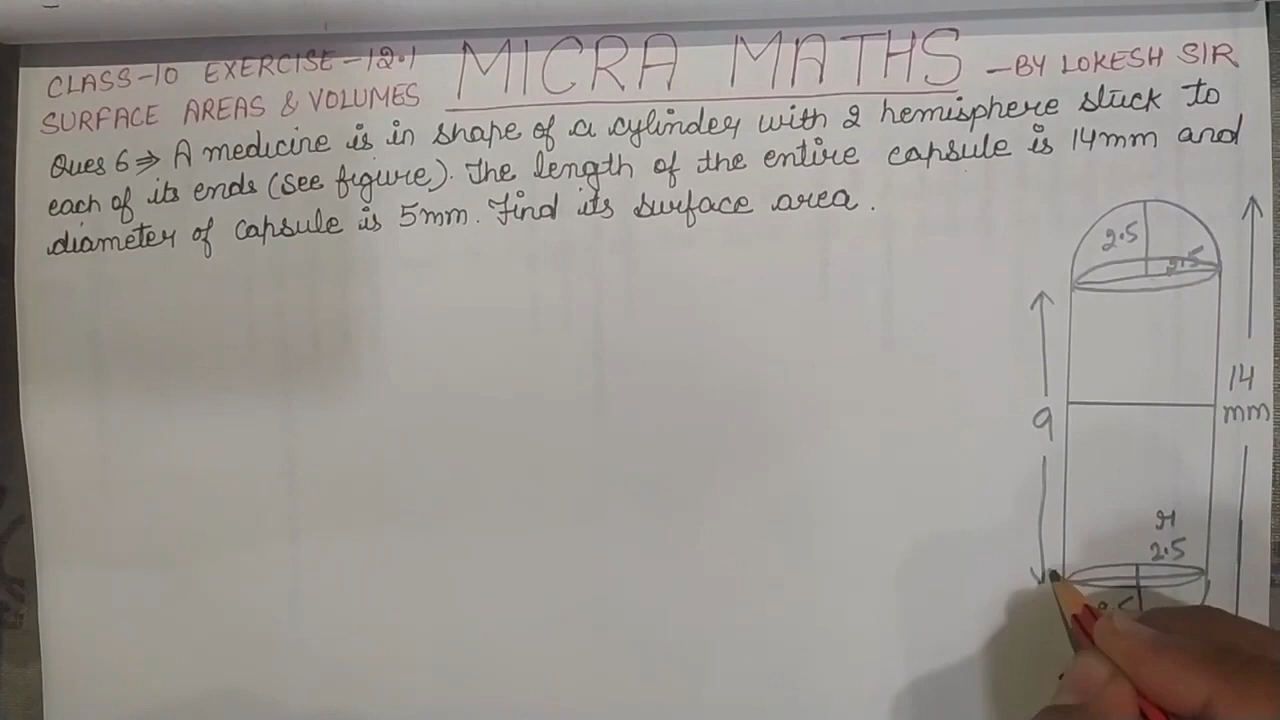 CLASS-10 EXERCISE-12.1 MICRA MATHS -BY LOKESH SIR
SURFACE AREAS & VOLUMES
Ques 6⇒ A medicine is in shape of a cylinder with 2 hemisphere stuck to
each of its ends (see figure). The length of the entire capsule is 14mm and
diameter of capsule is 5mm. Find its surface area.
2.5
2.5
14
mm
9
r
2.5